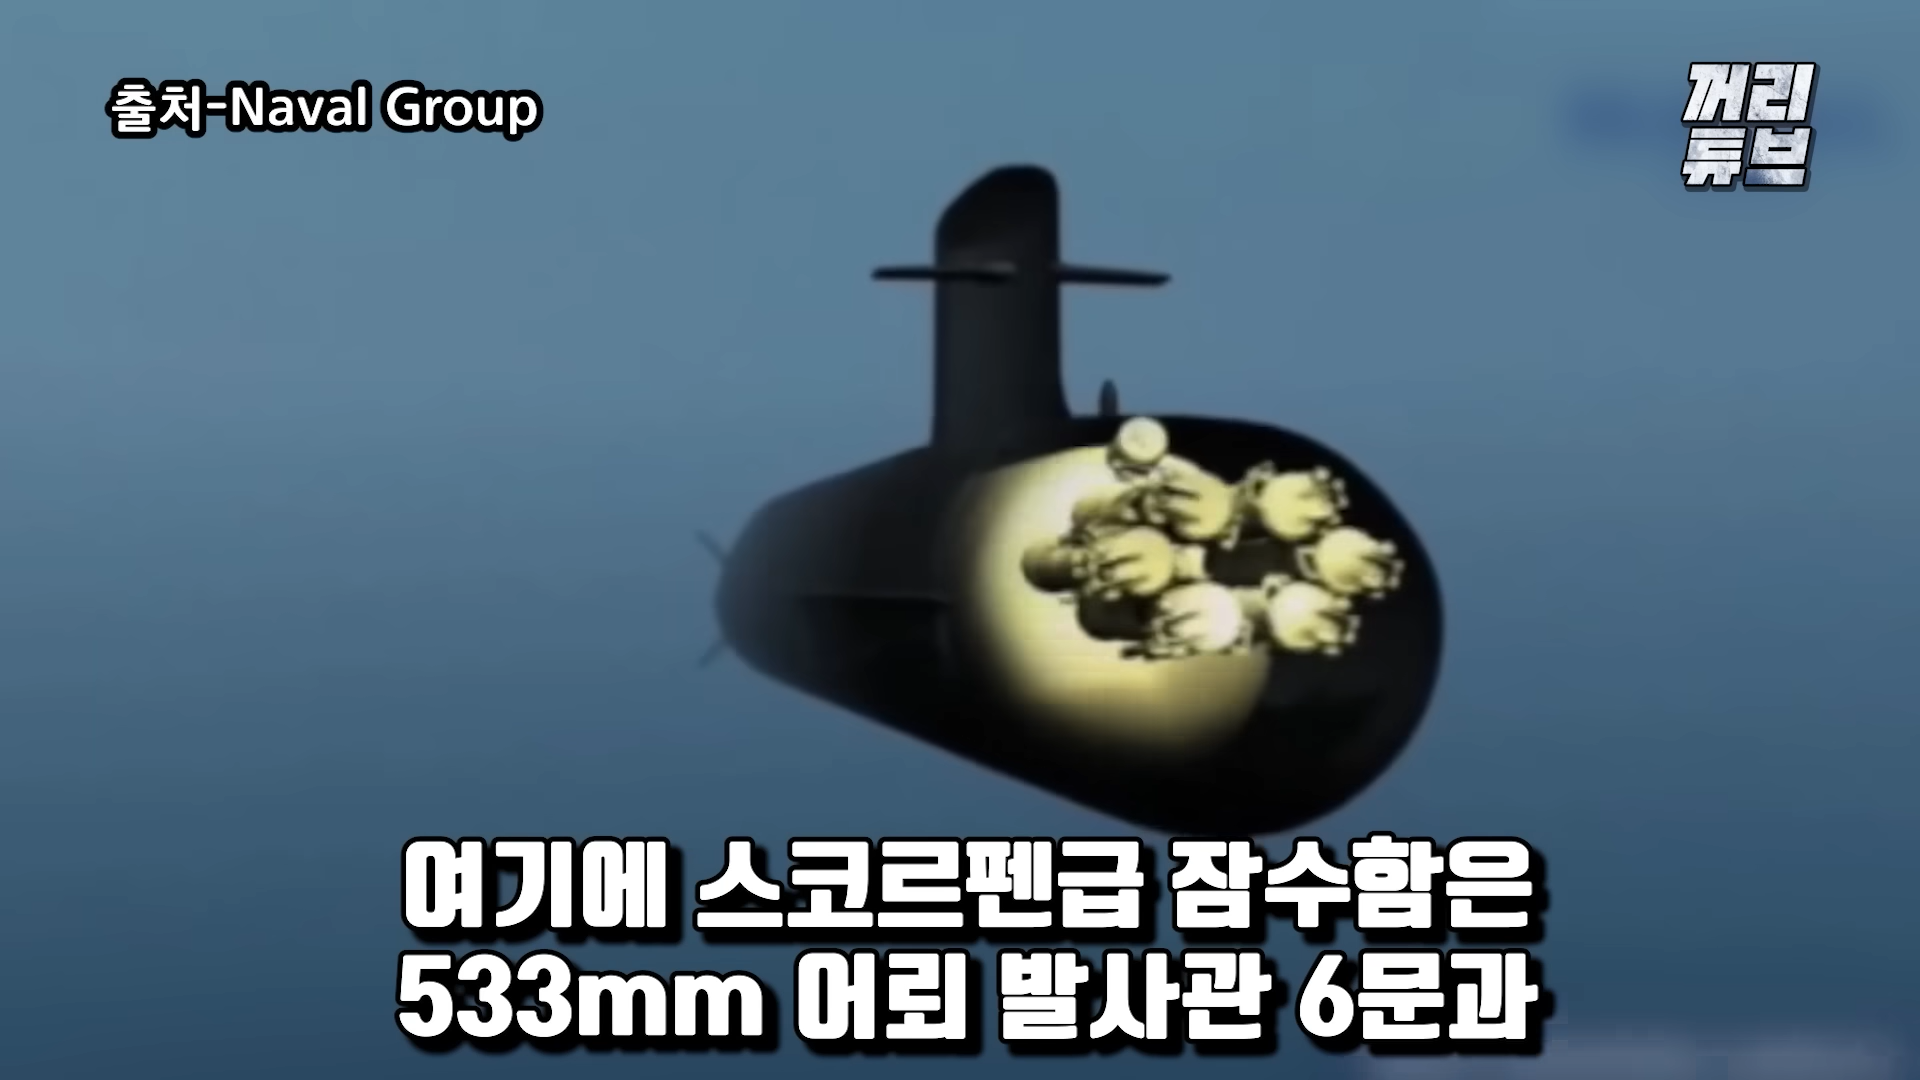 출처-Naval Group
꺼리
튜브
여기에 스코르펜급 잠수함은
533mm 어뢰 발사관 6문과